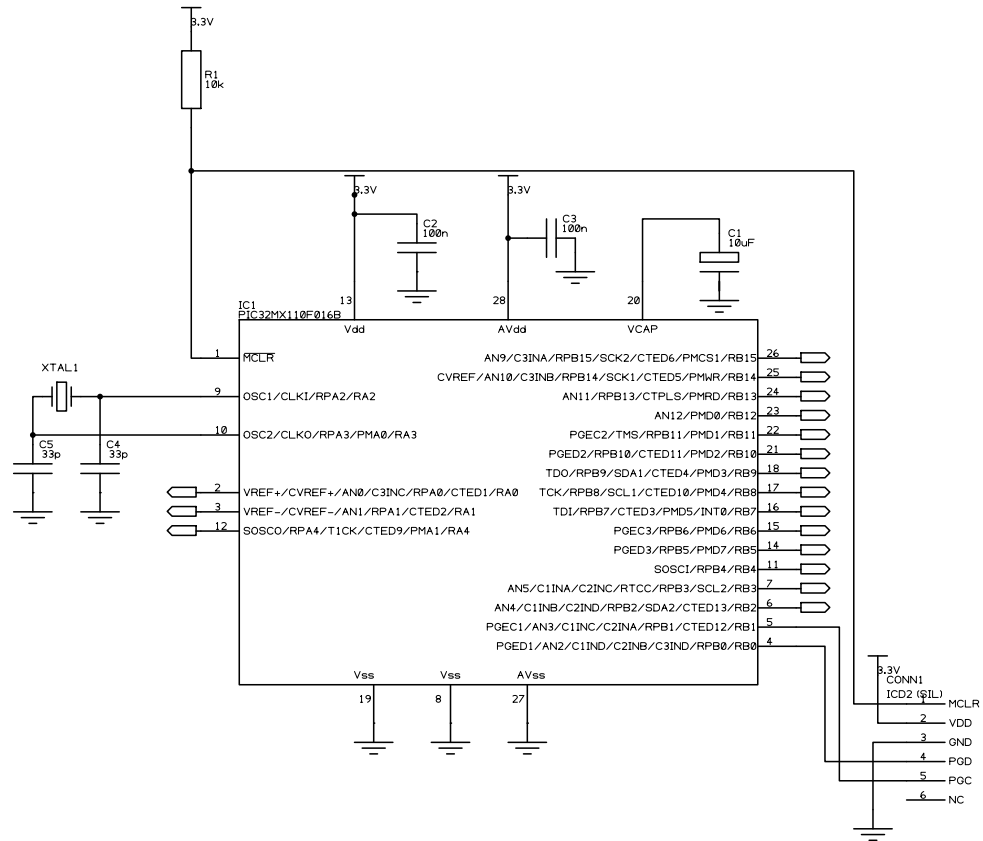 3.3V
R1
10k
3.3V
3.3V
C2
100n
C3
100n
C1
10uF
13
28
20
IC1
PIC32MX110F016B
Vdd
AVdd
VCAP
1
MCLR
XTAL1
9
OSC1/CLKI/RPA2/RA2
10
OSC2/CLKO/RPA3/PMA0/RA3
C5
33p
C4
33p
2
VREF+/CVREF+/AN0/C3INC/RPA0/CTED1/RA0
3
VREF-/CVREF-/AN1/RPA1/CTED2/RA1
12
SOSCO/RPA4/T1CK/CTED9/PMA1/RA4
AN9/C3INA/RPB15/SCK2/CTED6/PMCS1/RB15
26
CVREF/AN10/C3INB/RPB14/SCK1/CTED5/PMWR/RB14
25
AN11/RPB13/CTPLS/PMRD/RB13
24
AN12/PMD0/RB12
23
PGEC2/TMS/RPB11/PMD1/RB11
22
PGED2/RPB10/CTED11/PMD2/RB10
21
TDO/RPB9/SDA1/CTED4/PMD3/RB9
18
TCK/RPB8/SCL1/CTED10/PMD4/RB8
17
TDI/RPB7/CTED3/PMD5/INT0/RB7
16
PGEC3/RPB6/PMD6/RB6
15
PGED3/RPB5/PMD7/RB5
14
SOSCI/RPB4/RB4
11
AN5/C1INA/C2INC/RTCC/RPB3/SCL2/RB3
7
AN4/C1INB/C2IND/RPB2/SDA2/CTED13/RB2
6
PGEC1/AN3/C1INC/C2INA/RPB1/CTED12/RB1
5
PGED1/AN2/C1IND/C2INB/C3IND/RPB0/RB0
4
Vss
Vss
AVss
19
8
27
3.3V
CONN1
ICD2 (SIL)
1
MCLR
2
VDD
3
GND
4
PGD
5
PGC
6
NC